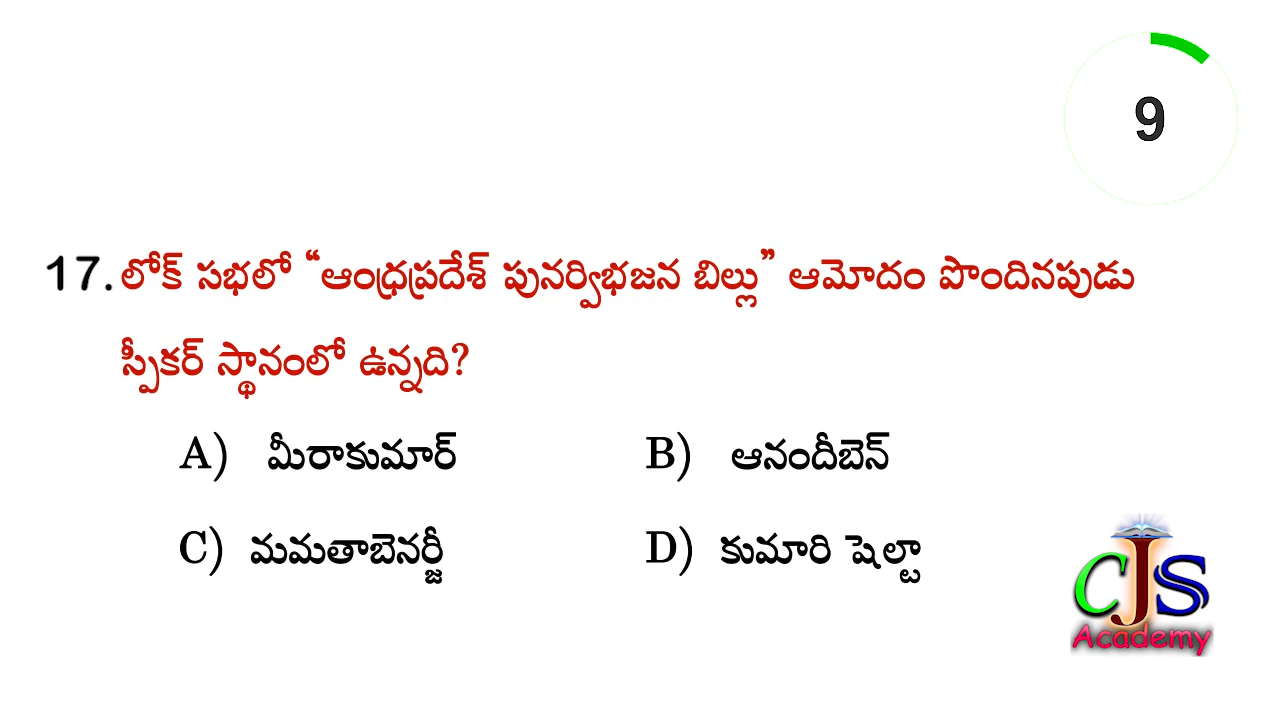 9
17. లోక్ సభలో “ఆంధ్రప్రదేశ్ పునర్విభజన బిల్లు” ఆమోదం పొందినపుడు
స్పీకర్ స్థానంలో ఉన్నది?
A) మీరాకుమార్ B) ఆనందీబెన్
C) మమతాబెనర్జీ D) కుమారి షెల్టా
CJS
Academy